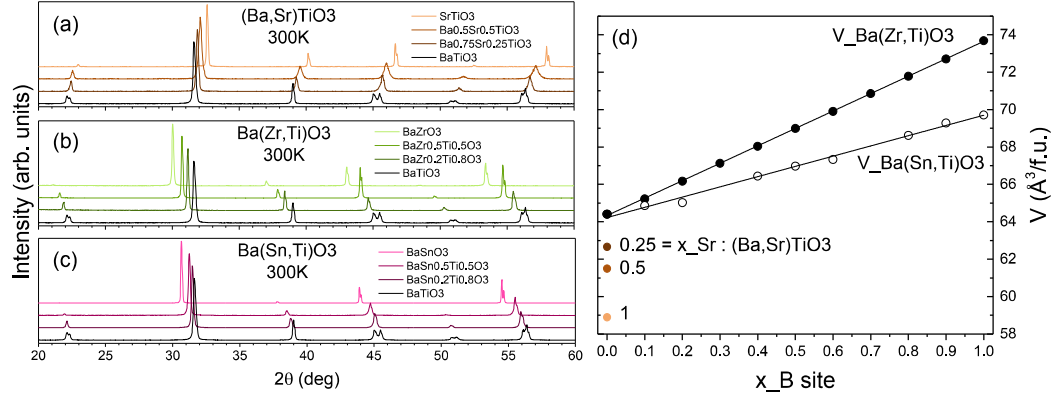 (a)
(Ba,Sr)TiO3
300K
SrTiO3
Ba0.5Sr0.5TiO3
Ba0.75Sr0.25TiO3
BaTiO3
(b)
Ba(Zr,Ti)O3
300K
BaZrO3
BaZr0.5Ti0.5O3
BaZr0.2Ti0.8O3
BaTiO3
(c)
Ba(Sn,Ti)O3
300K
BaSnO3
BaSn0.5Ti0.5O3
BaSn0.2Ti0.8O3
BaTiO3
Intensity (arb. units)
20 25 30 35 40 45 50 55 60
2θ (deg)
(d)
V_Ba(Zr,Ti)O3
V_Ba(Sn,Ti)O3
0.25 = x_Sr : (Ba,Sr)TiO3
0.5
1
74
72
70
68
66
64
62
60
58
V (Å³/f.u.)
0.0 0.1 0.2 0.3 0.4 0.5 0.6 0.7 0.8 0.9 1.0
x_B site